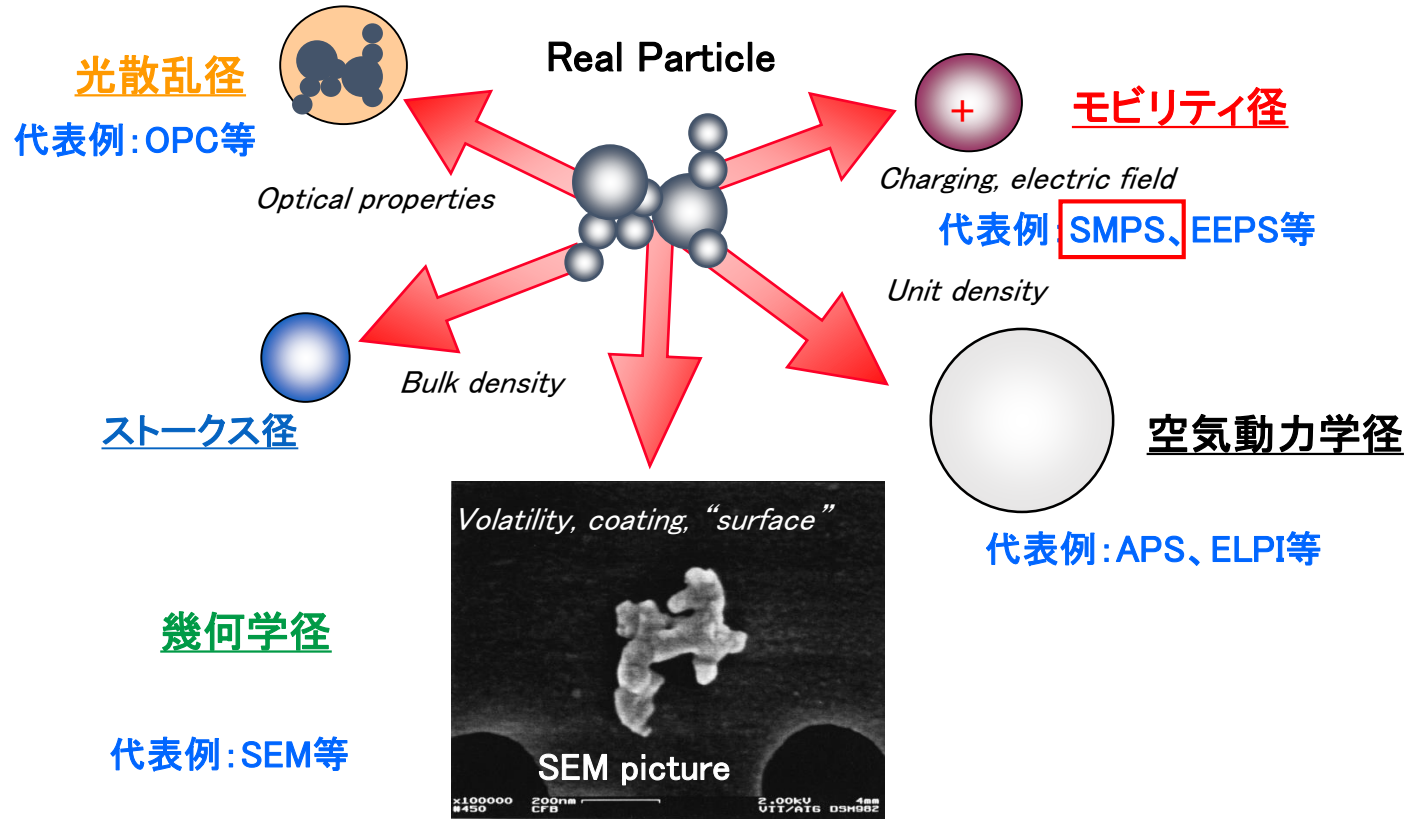 Real Particle
光散乱径
代表例：OPC等
Optical properties
+
モビリティ径
Charging, electric field
代表例：SMPS、EEPS等
Unit density
Bulk density
ストークス径
空気動力学径
代表例：APS、ELPI等
Volatility, coating, “surface”
幾何学径
代表例：SEM等
SEM picture
x100000 200nm 2.00kV 4mm
#450 CFB VTT/ATG DSM982